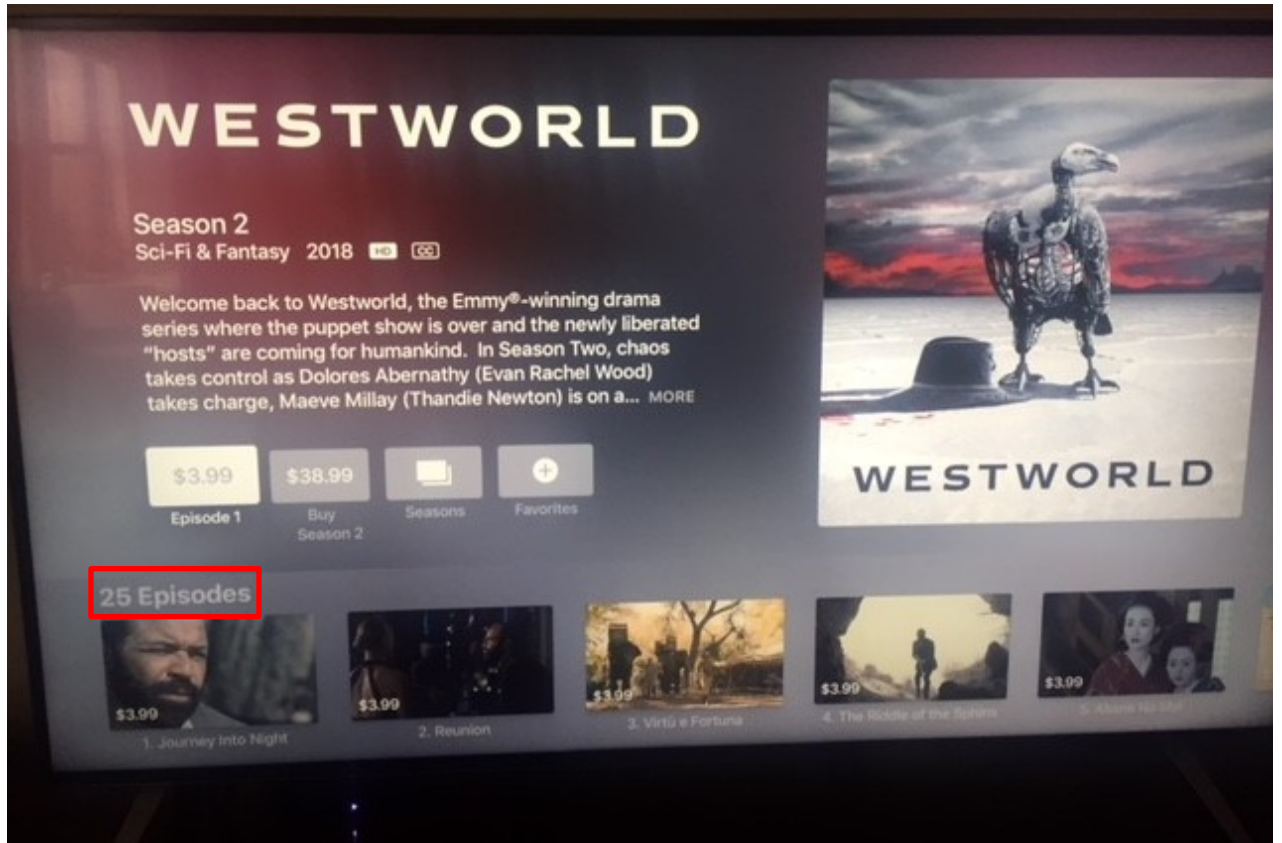 WESTWORLD
Season 2
Sci-Fi & Fantasy 2018 HD CC
Welcome back to Westworld, the Emmy®-winning drama
series where the puppet show is over and the newly liberated
"hosts" are coming for humankind. In Season Two, chaos
takes control as Dolores Abernathy (Evan Rachel Wood)
takes charge, Maeve Millay (Thandie Newton) is on a... MORE
WESTWORLD
$3.99 $38.99
Episode 1 Buy Seasons Favorites
Season 2
25 Episodes
$3.99 $3.99 $3.99 $3.99 $3.99
1. Journey Into Night 2. Reunion 3. Virtù e Fortuna 4. The Riddle of the Sphinx 5. Akane No Mai